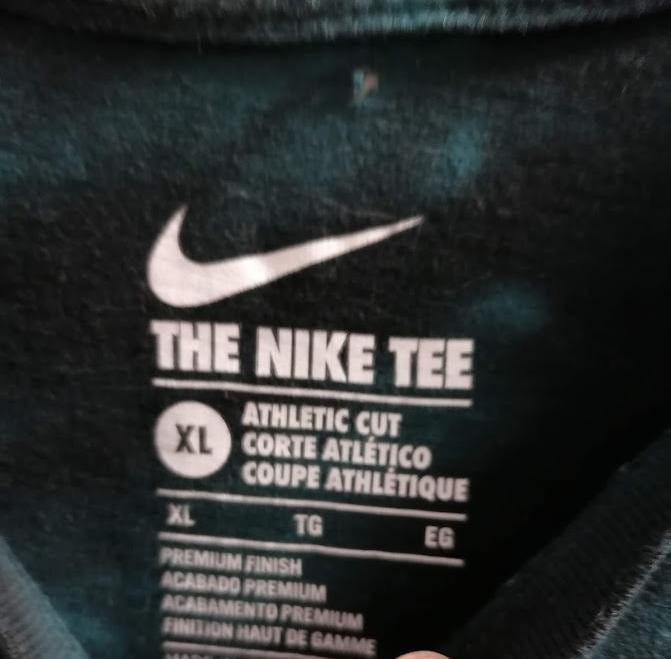 THE NIKE TEE
XL
ATHLETIC CUT
CORTE ATLÉTICO
COUPE ATHLÉTIQUE
XL TG EG
PREMIUM FINISH
ACABADO PREMIUM
ACABAMENTO PREMIUM
FINITION HAUT DE GAMME